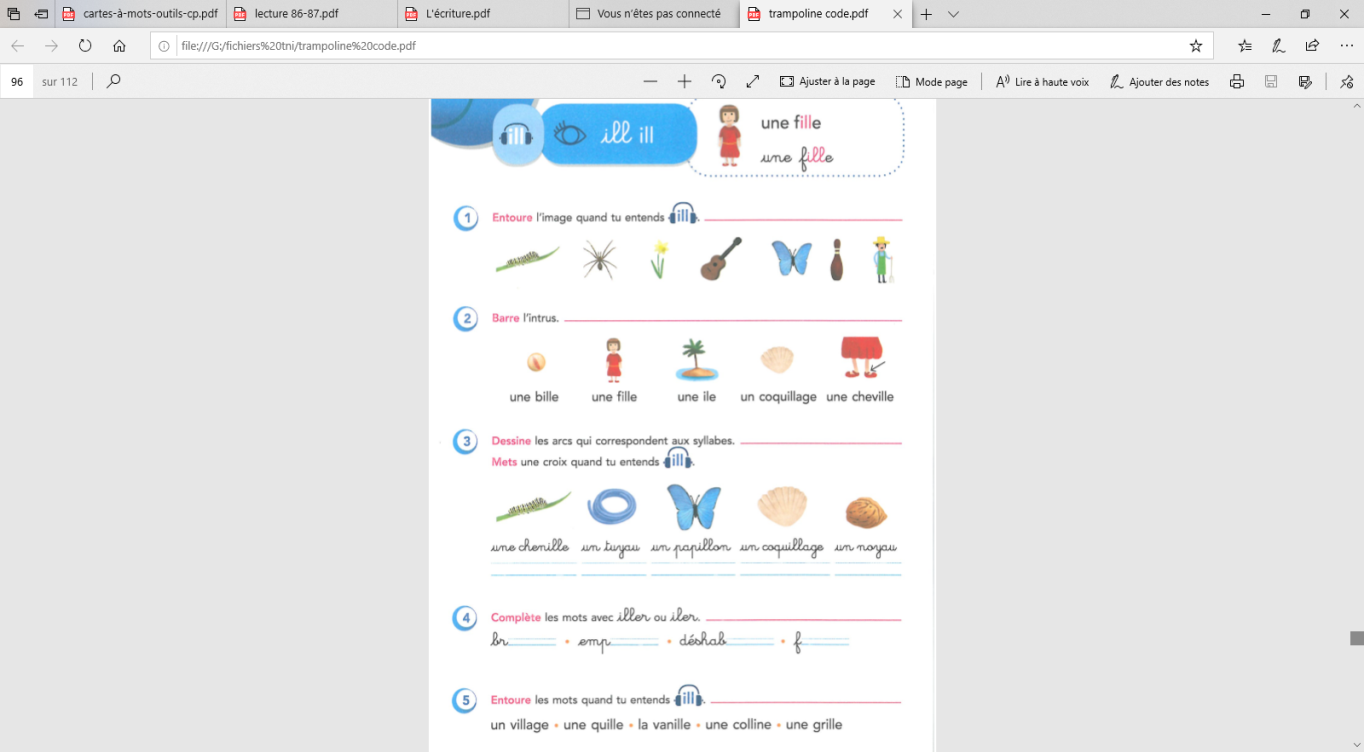 cartes-à-mots-outils-cp.pdf lecture 86-87.pdf L'écriture.pdf Vous n'êtes pas connecté trampoline code.pdf
file:///G:/fichiers%20tni/trampoline%20code.pdf
96 sur 112 Ajuster à la page Mode page Lire à haute voix Ajouter des notes
ill ill ill
une fille
une fille
1 Entoure l'image quand tu entends ill.
2 Barre l'intrus.
une bille une fille une ile un coquillage une cheville
3 Dessine les arcs qui correspondent aux syllabes.
Mets une croix quand tu entends ill.
une chenille un tuyau un papillon un coquillage un noyau
4 Complète les mots avec iller ou iler.
br • emp • déshab • f
5 Entoure les mots quand tu entends ill.
un village • une quille • la vanille • une colline • une grille